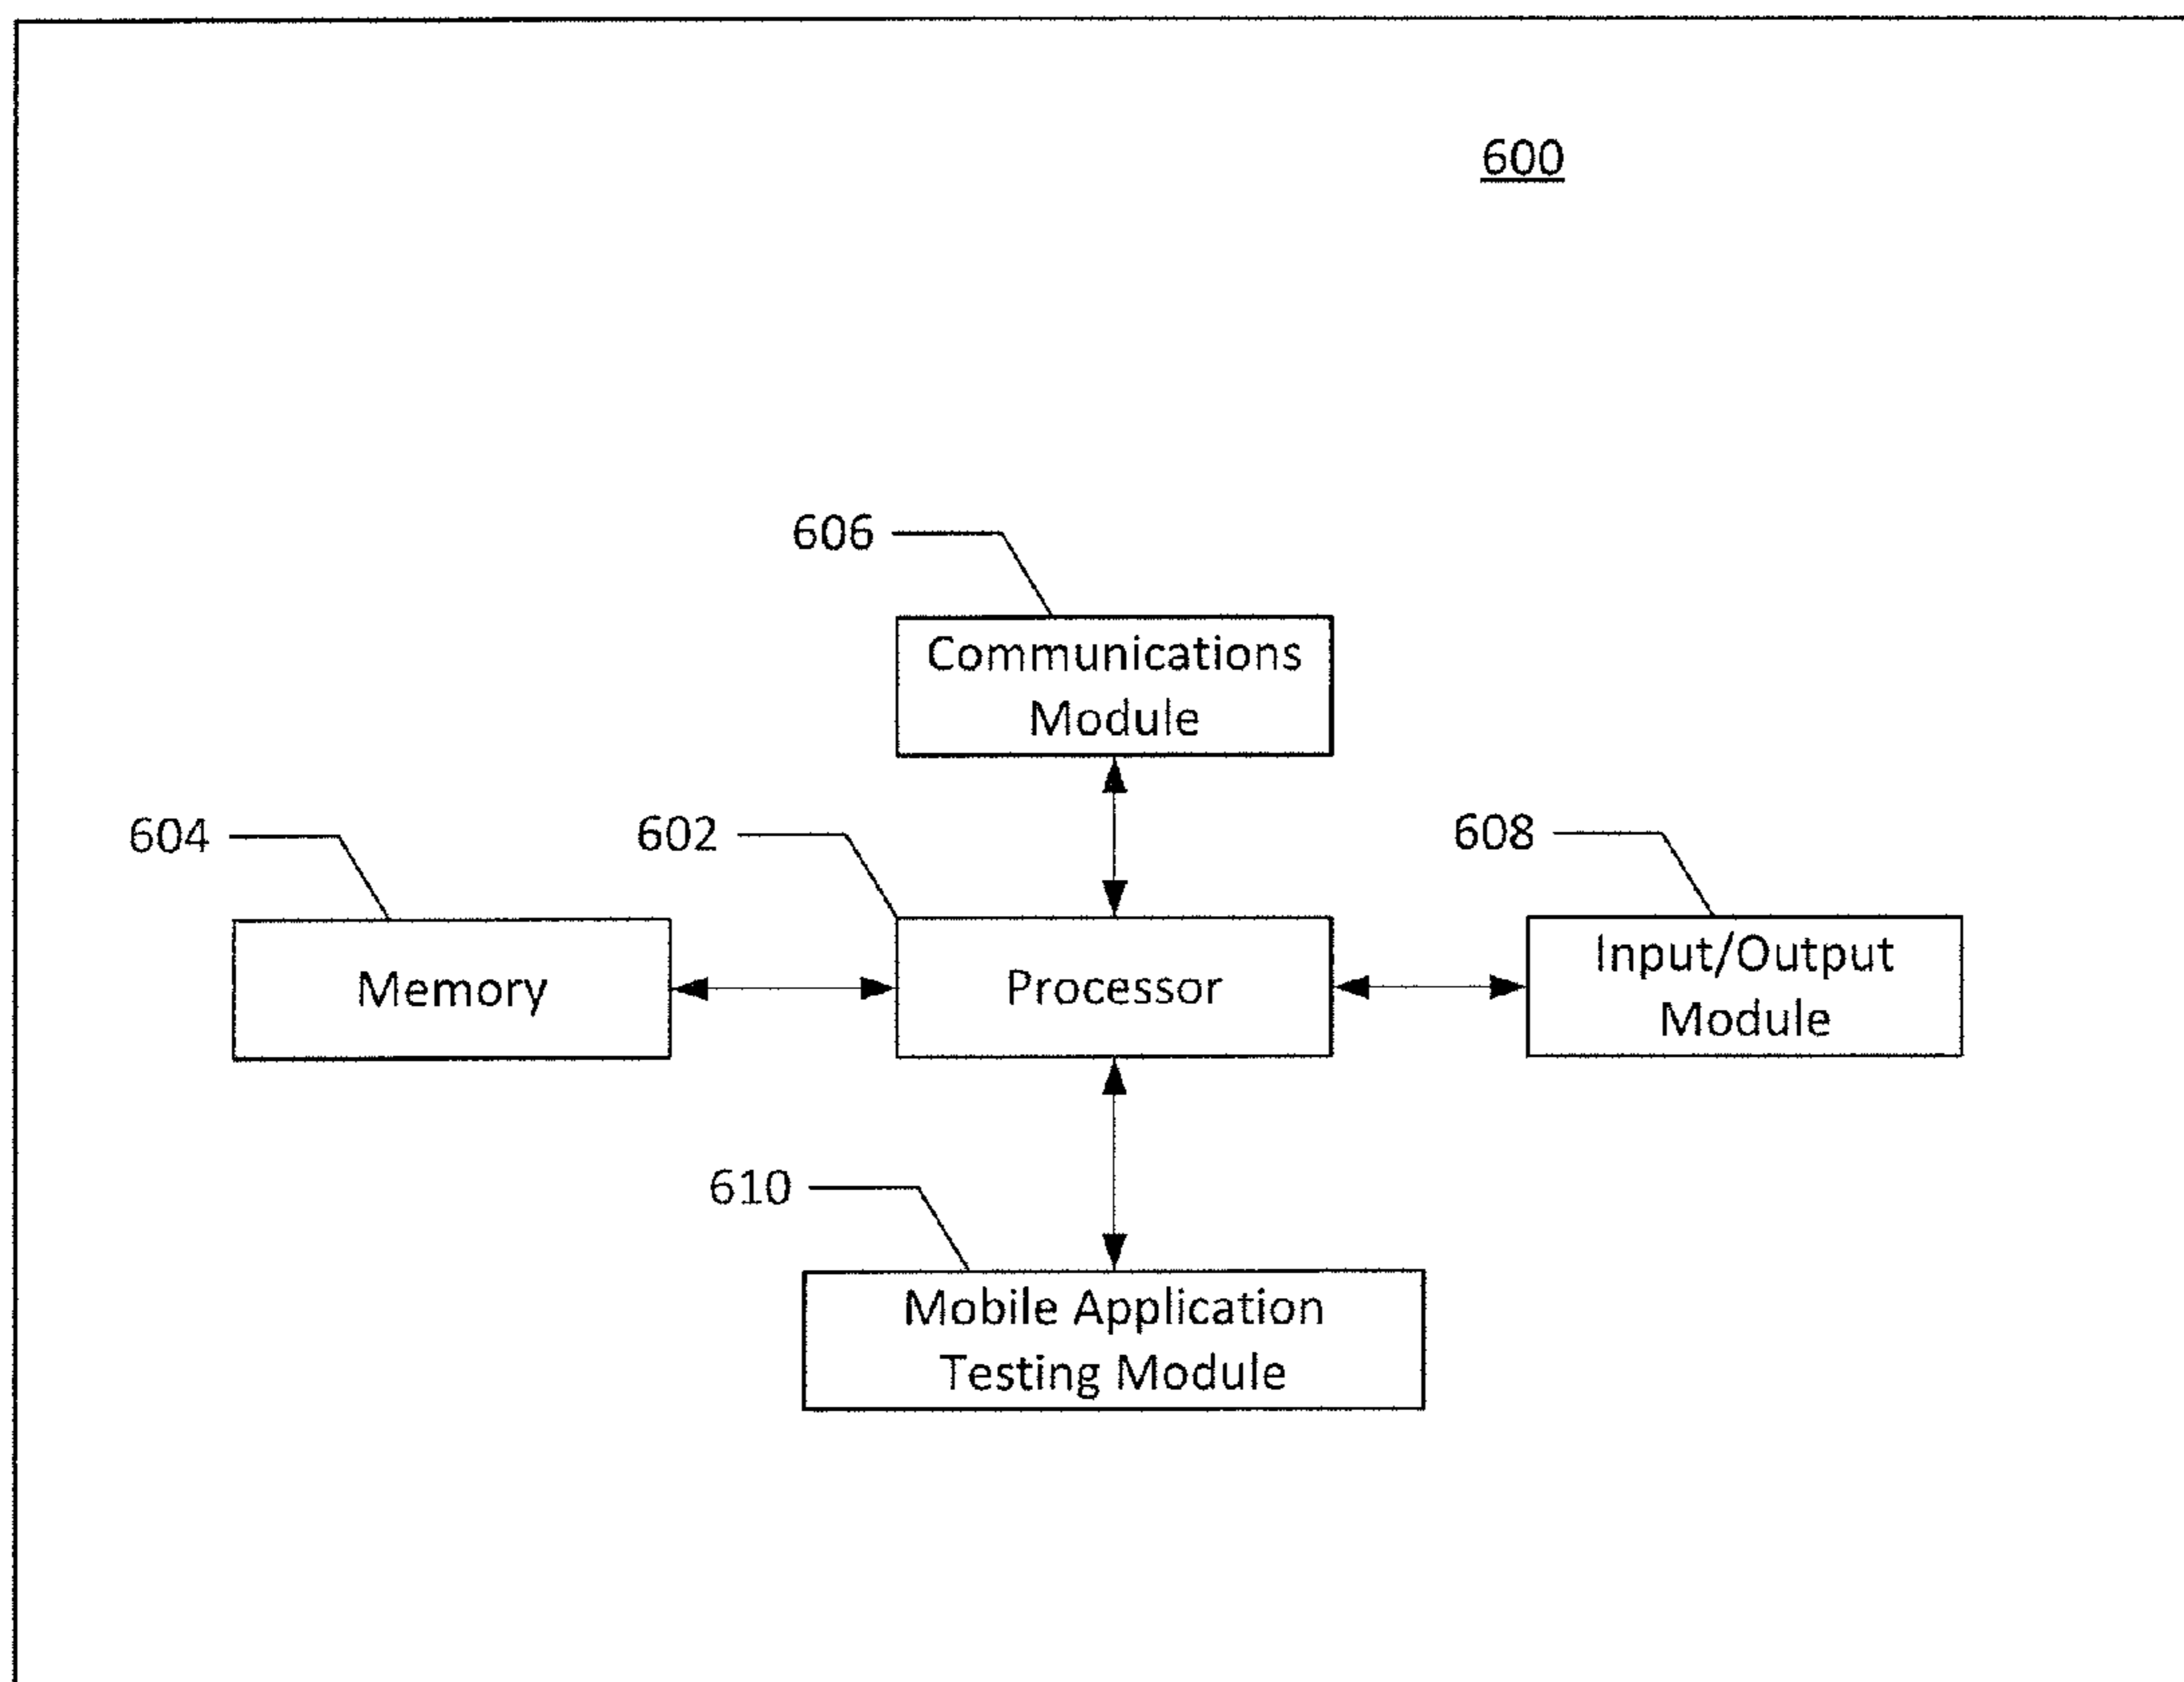 600
606
Communications
Module
604
602
608
Memory
Processor
Input/Output
Module
610
Mobile Application
Testing Module